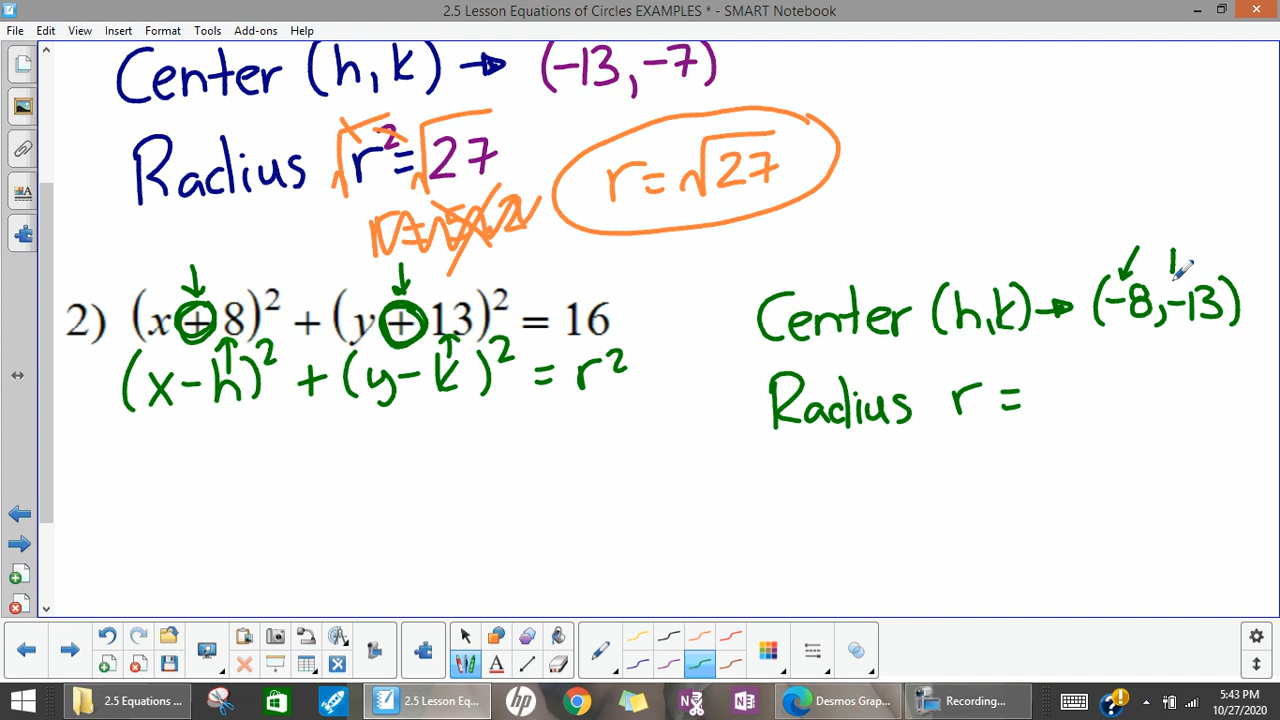 2.5 Lesson Equations of Circles EXAMPLES * - SMART Notebook
File Edit View Insert Format Tools Add-ons Help
Center (h,k) → (-13,-7)
Radius √r² = √27
r = √27
2) (x + 8)² + (y + 13)² = 16
(x - h)² + (y - k)² = r²
Center (h,k) → (-8,-13)
Radius r =
2.5 Equations ...
2.5 Lesson Eq...
Desmos Grap...
Recording...
5:43 PM
10/27/2020